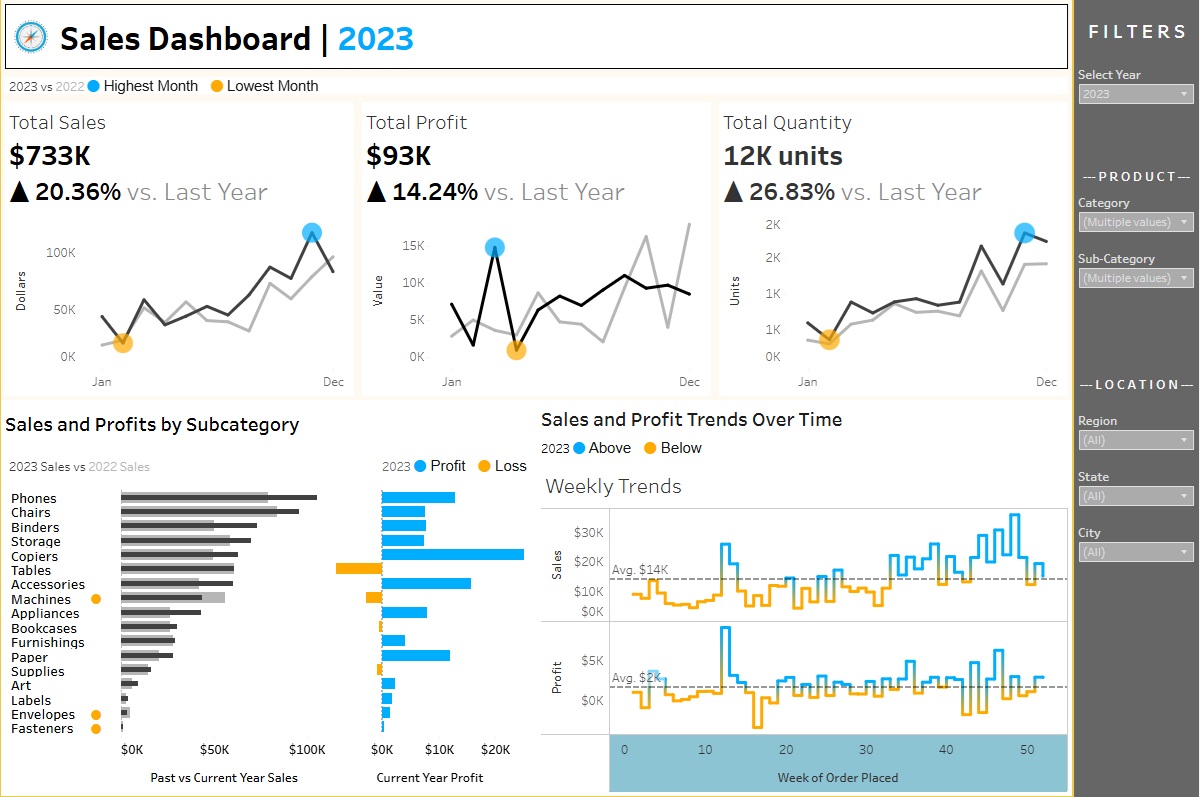 Sales Dashboard | 2023
2023 vs 2022 Highest Month Lowest Month
Total Sales
$733K
▲ 20.36% vs. Last Year
Dollars
100K
50K
0K
Jan Dec
Total Profit
$93K
▲ 14.24% vs. Last Year
Value
15K
10K
5K
0K
Jan Dec
Total Quantity
12K units
▲ 26.83% vs. Last Year
Units
2K
2K
1K
1K
0K
Jan Dec
Sales and Profits by Subcategory
2023 Sales vs 2022 Sales
2023 Profit Loss
Phones
Chairs
Binders
Storage
Copiers
Tables
Accessories
Machines
Appliances
Bookcases
Furnishings
Paper
Supplies
Art
Labels
Envelopes
Fasteners
$0K $50K $100K
Past vs Current Year Sales
$0K $10K $20K
Current Year Profit
Sales and Profit Trends Over Time
2023 Above Below
Weekly Trends
Sales
$30K
$20K
$10K
$0K
Avg. $14K
Profit
$5K
$0K
Avg. $2K
0 10 20 30 40 50
Week of Order Placed
FILTERS
Select Year
2023
---PRODUCT---
Category
(Multiple values)
Sub-Category
(Multiple values)
---LOCATION---
Region
(All)
State
(All)
City
(All)